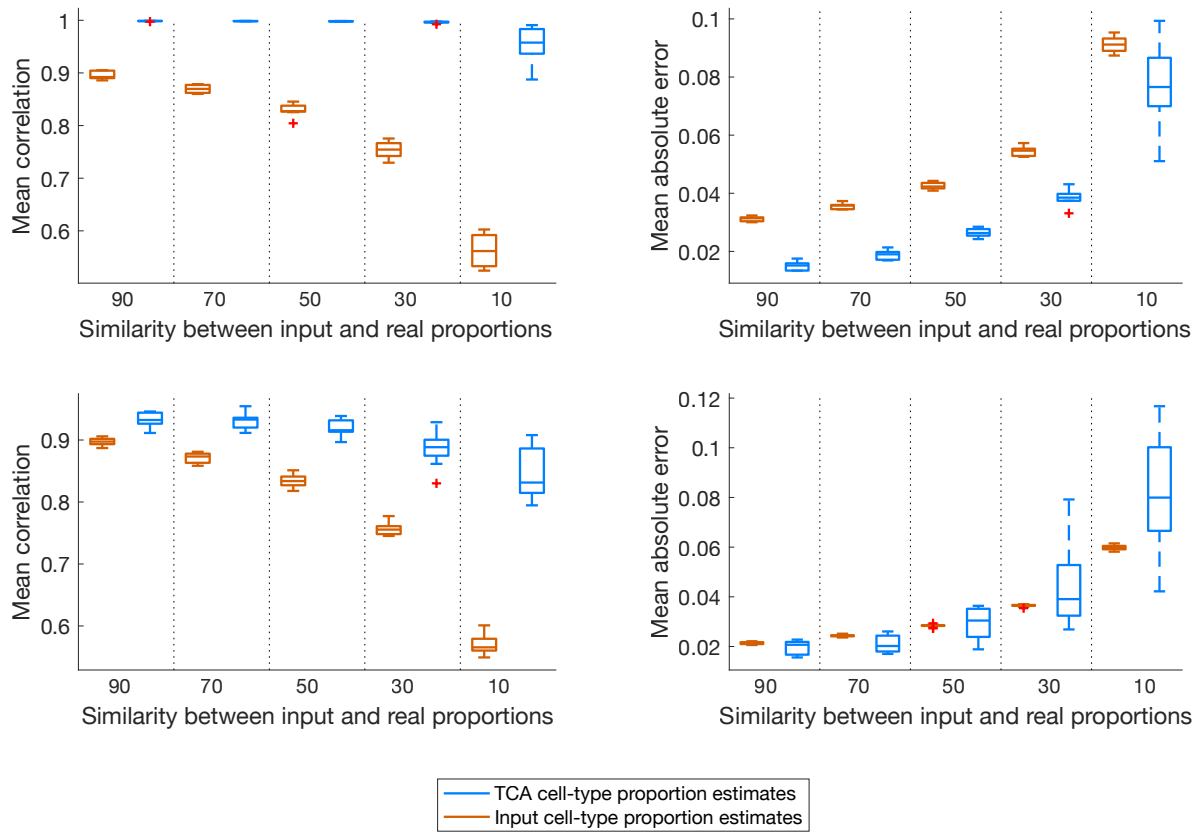 1
0.9
0.8
0.7
0.6
Mean correlation
90 70 50 30 10
Similarity between input and real proportions
0.1
0.08
0.06
0.04
0.02
Mean absolute error
90 70 50 30 10
Similarity between input and real proportions
0.9
0.8
0.7
0.6
Mean correlation
90 70 50 30 10
Similarity between input and real proportions
0.12
0.1
0.08
0.06
0.04
0.02
Mean absolute error
90 70 50 30 10
Similarity between input and real proportions
TCA cell-type proportion estimates
Input cell-type proportion estimates